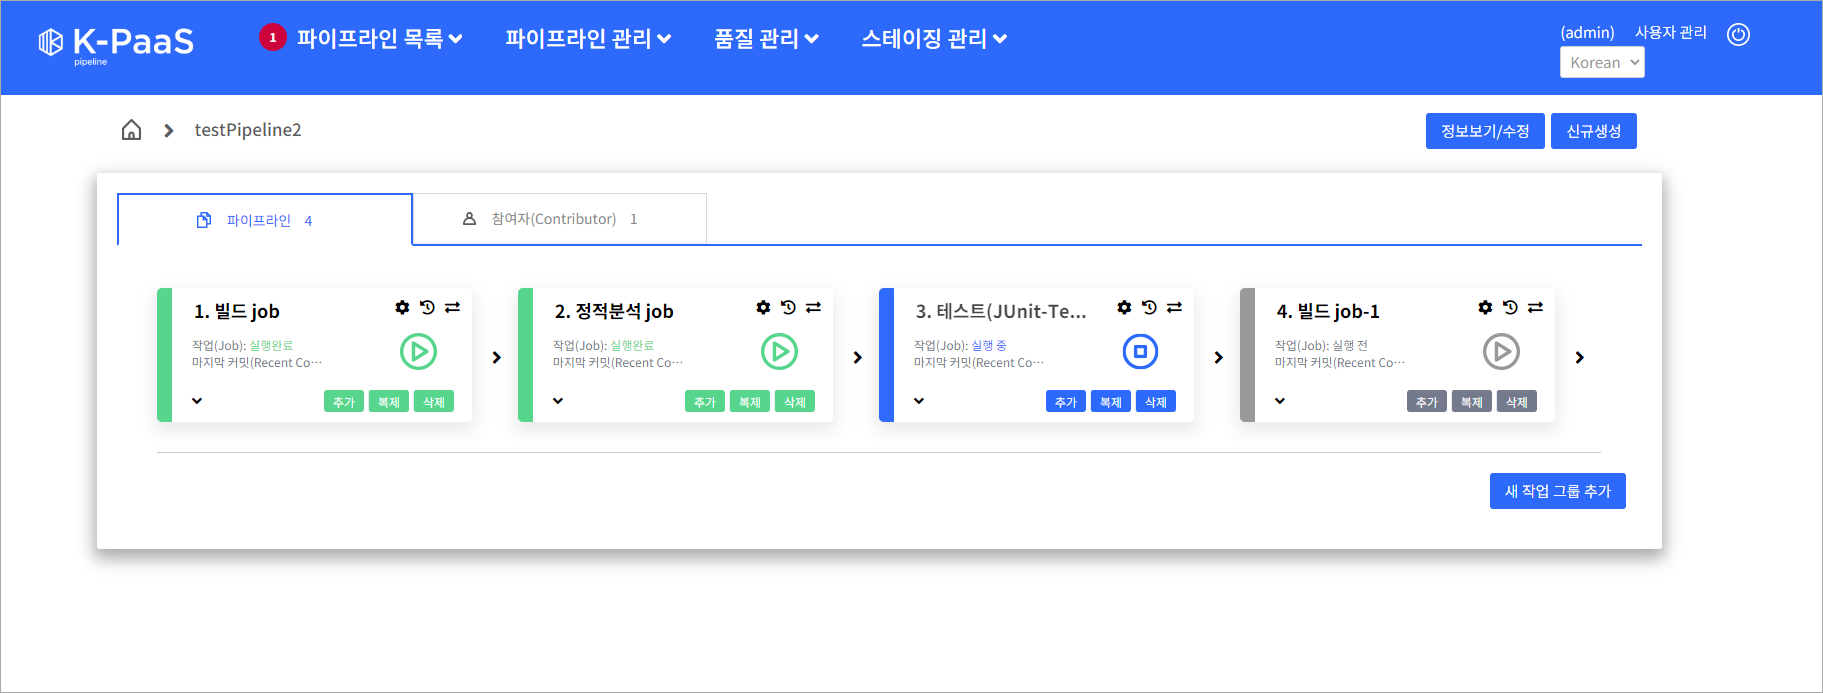 K-PaaS
pipeline
1 파이프라인 목록 파이프라인 관리 품질 관리 스테이징 관리
(admin) 사용자 관리
Korean
testPipeline2
정보보기/수정 신규생성
파이프라인 4 참여자(Contributor) 1
1. 빌드 job
작업(Job): 실행완료
마지막 커밋(Recent Co...
추가 복제 삭제
2. 정적분석 job
작업(Job): 실행완료
마지막 커밋(Recent Co...
추가 복제 삭제
3. 테스트(JUnit-Te...
작업(Job): 실행 중
마지막 커밋(Recent Co...
추가 복제 삭제
4. 빌드 job-1
작업(Job): 실행 전
마지막 커밋(Recent Co...
추가 복제 삭제
새 작업 그룹 추가